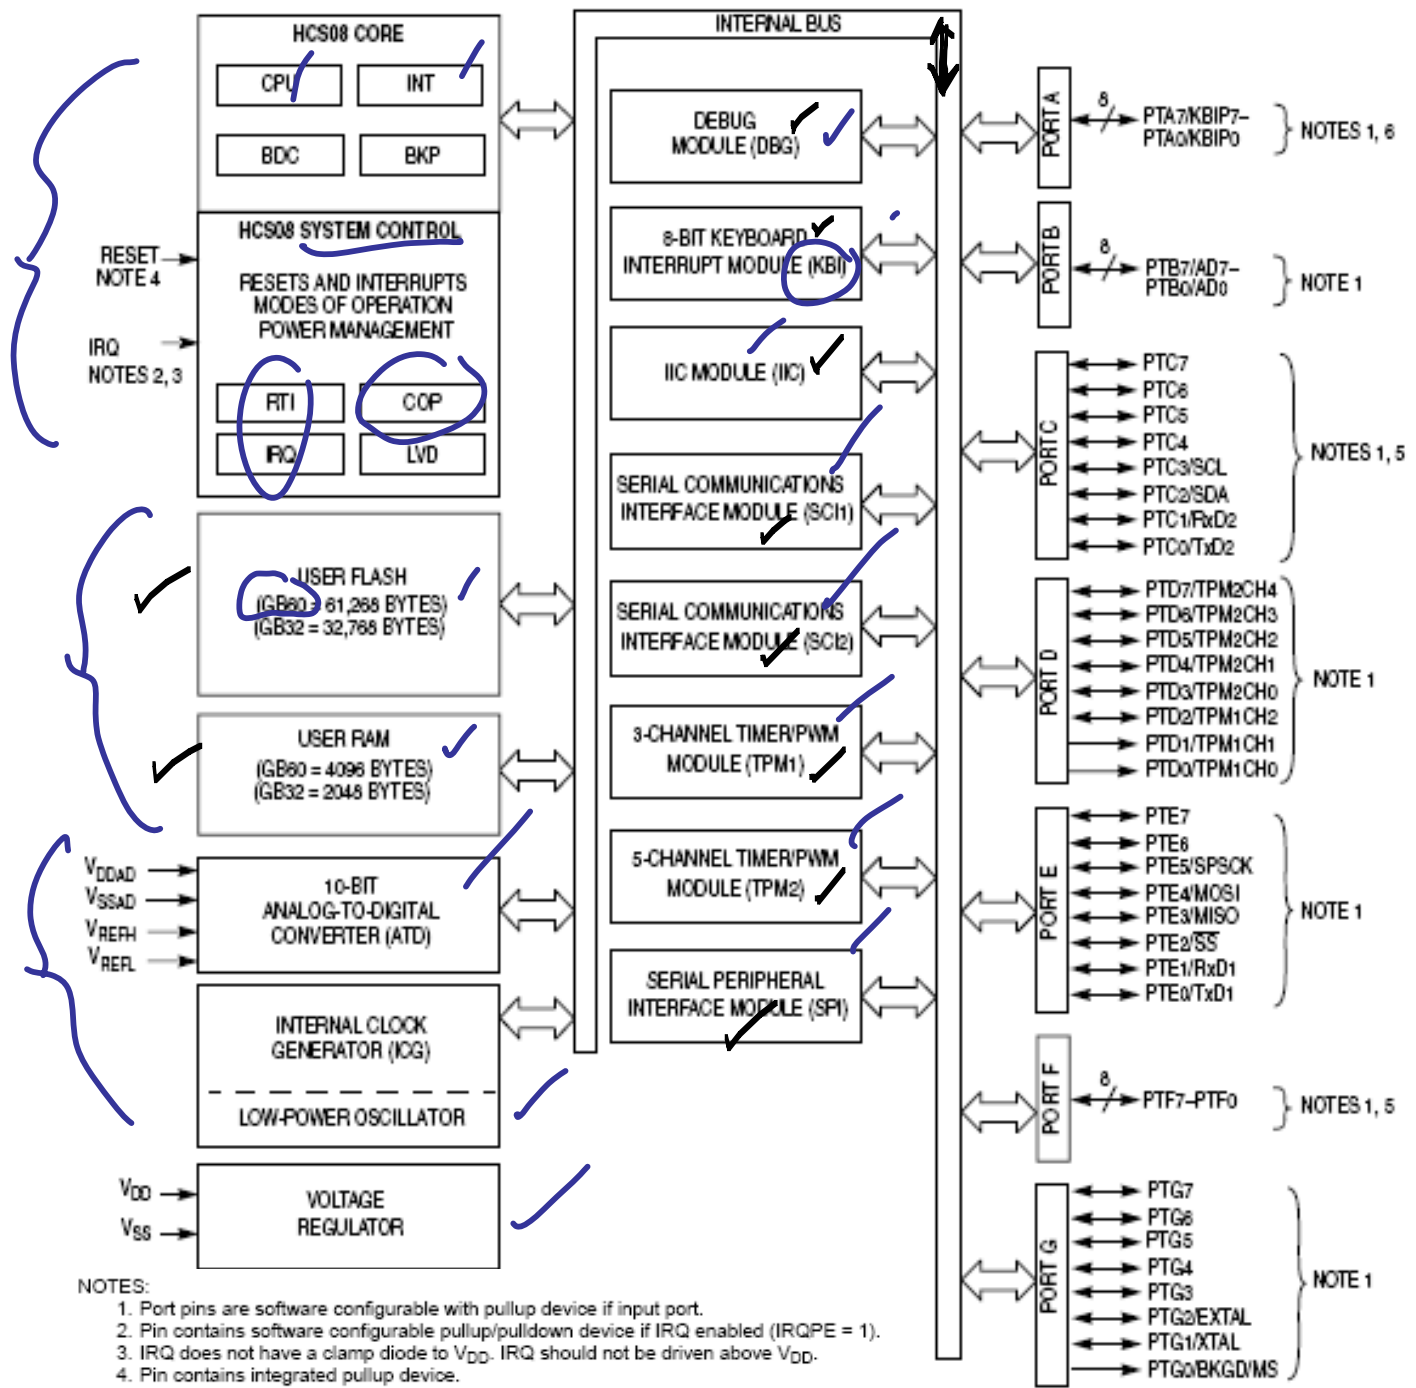 HCS08 CORE
CPU
INT
BDC
BKP
HCS08 SYSTEM CONTROL
RESETS AND INTERRUPTS
MODES OF OPERATION
POWER MANAGEMENT
RTI
COP
IRQ
LVD
RESET
NOTE 4
IRQ
NOTES 2, 3
USER FLASH
(GB60 = 61,268 BYTES)
(GB32 = 32,768 BYTES)
USER RAM
(GB60 = 4096 BYTES)
(GB32 = 2048 BYTES)
VDDAD
VSSAD
VREFH
VREFL
10-BIT
ANALOG-TO-DIGITAL
CONVERTER (ATD)
INTERNAL CLOCK
GENERATOR (ICG)
LOW-POWER OSCILLATOR
VDD
VSS
VOLTAGE
REGULATOR
INTERNAL BUS
DEBUG
MODULE (DBG)
8-BIT KEYBOARD
INTERRUPT MODULE (KBI)
IIC MODULE (IIC)
SERIAL COMMUNICATIONS
INTERFACE MODULE (SCI1)
SERIAL COMMUNICATIONS
INTERFACE MODULE (SCI2)
3-CHANNEL TIMER/PWM
MODULE (TPM1)
5-CHANNEL TIMER/PWM
MODULE (TPM2)
SERIAL PERIPHERAL
INTERFACE MODULE (SPI)
PORT A
8
PTA7/KBIP7–
PTA0/KBIP0
NOTES 1, 6
PORT B
8
PTB7/AD7–
PTB0/AD0
NOTE 1
PORT C
PTC7
PTC6
PTC5
PTC4
PTC3/SCL
PTC2/SDA
PTC1/RxD2
PTC0/TxD2
NOTES 1, 5
PORT D
PTD7/TPM2CH4
PTD6/TPM2CH3
PTD5/TPM2CH2
PTD4/TPM2CH1
PTD3/TPM2CH0
PTD2/TPM1CH2
PTD1/TPM1CH1
PTD0/TPM1CH0
NOTE 1
PORT E
PTE7
PTE6
PTE5/SPSCK
PTE4/MOSI
PTE3/MISO
PTE2/SS
PTE1/RxD1
PTE0/TxD1
NOTE 1
PORT F
8
PTF7–PTF0
NOTES 1, 5
PORT G
PTG7
PTG6
PTG5
PTG4
PTG3
PTG2/EXTAL
PTG1/XTAL
PTG0/BKGD/MS
NOTE 1
NOTES:
1. Port pins are software configurable with pullup device if input port.
2. Pin contains software configurable pullup/pulldown device if IRQ enabled (IRQPE = 1).
3. IRQ does not have a clamp diode to VDD. IRQ should not be driven above VDD.
4. Pin contains integrated pullup device.